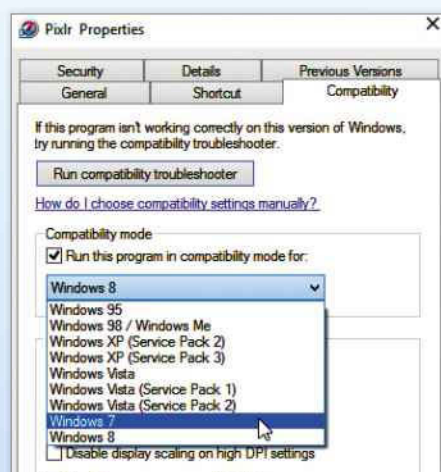 Pixlr Properties
Security Details Previous Versions
General Shortcut Compatibility
If this program isn't working correctly on this version of Windows,
try running the compatibility troubleshooter.
Run compatibility troubleshooter
How do I choose compatibility settings manually?
Compatibility mode
Run this program in compatibility mode for:
Windows 8
Windows 95
Windows 98 / Windows Me
Windows XP (Service Pack 2)
Windows XP (Service Pack 3)
Windows Vista
Windows Vista (Service Pack 1)
Windows Vista (Service Pack 2)
Windows 7
Windows 8
Disable display scaling on high DPI settings